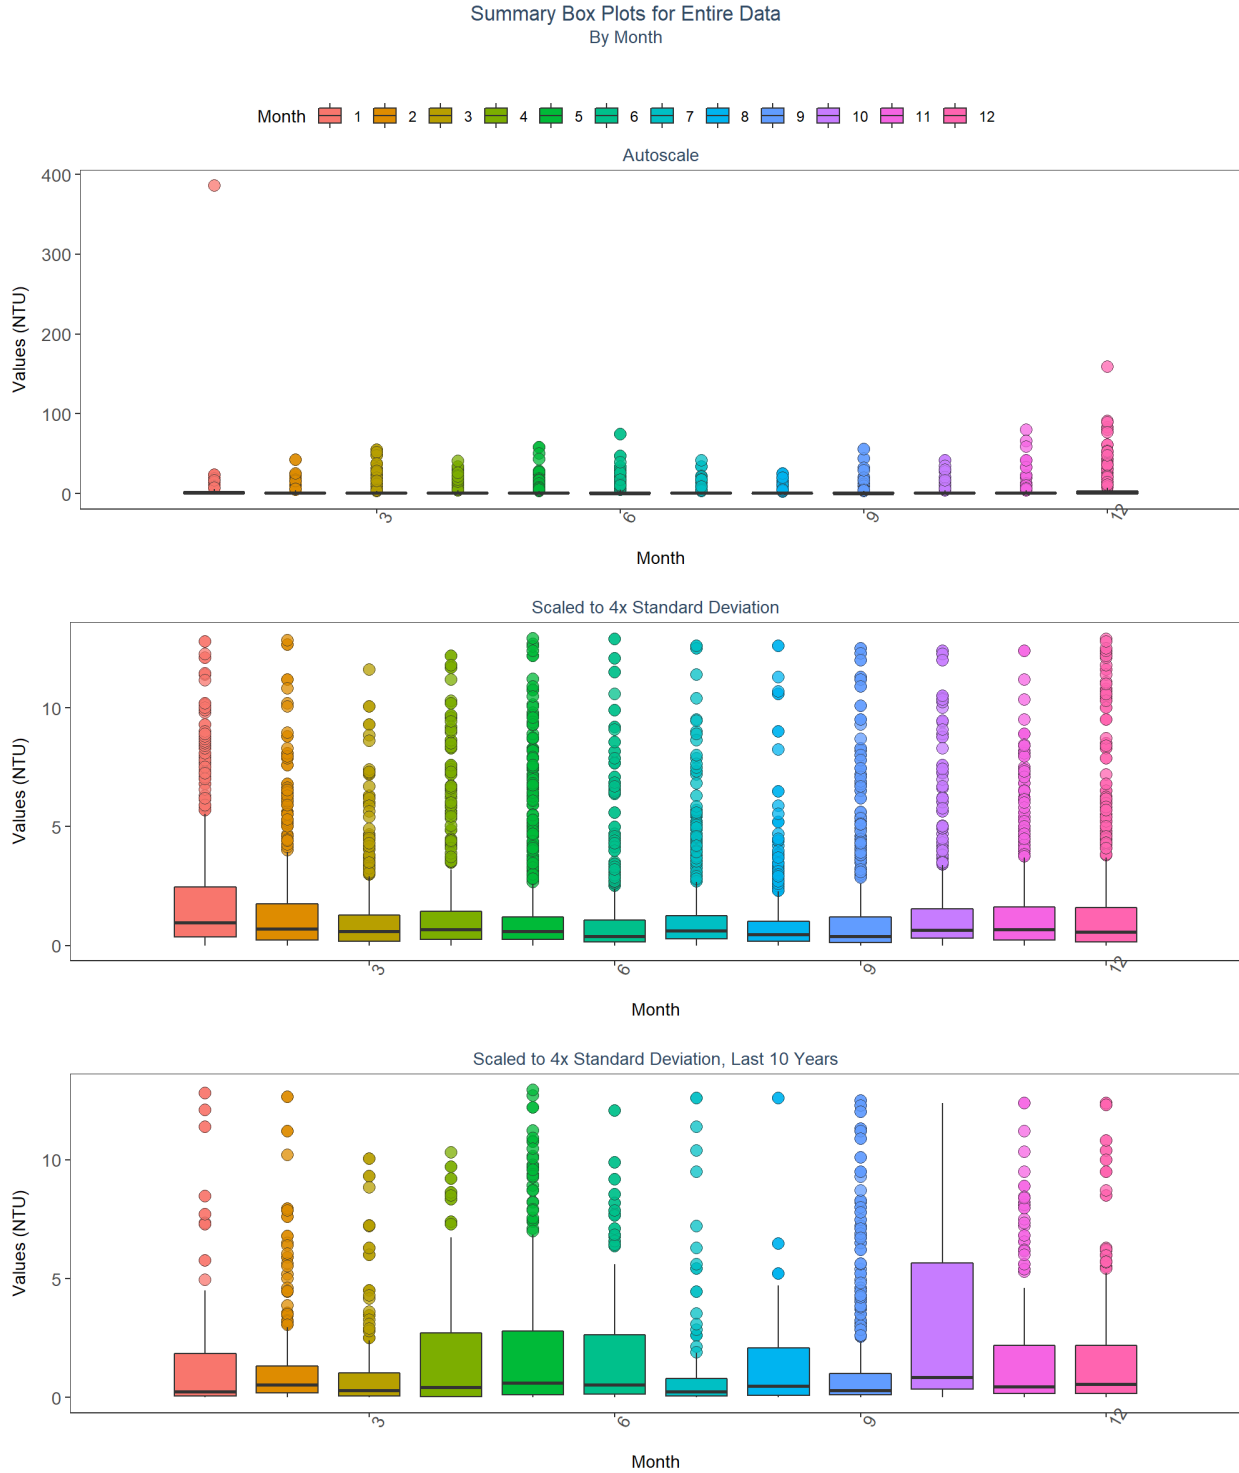 Summary Box Plots for Entire Data
By Month
Month 1 2 3 4 5 6 7 8 9 10 11 12
Autoscale
400
300
200
100
0
Values (NTU)
3 6 9 12
Month
Scaled to 4x Standard Deviation
10
5
0
Values (NTU)
3 6 9 12
Month
Scaled to 4x Standard Deviation, Last 10 Years
10
5
0
Values (NTU)
3 6 9 12
Month